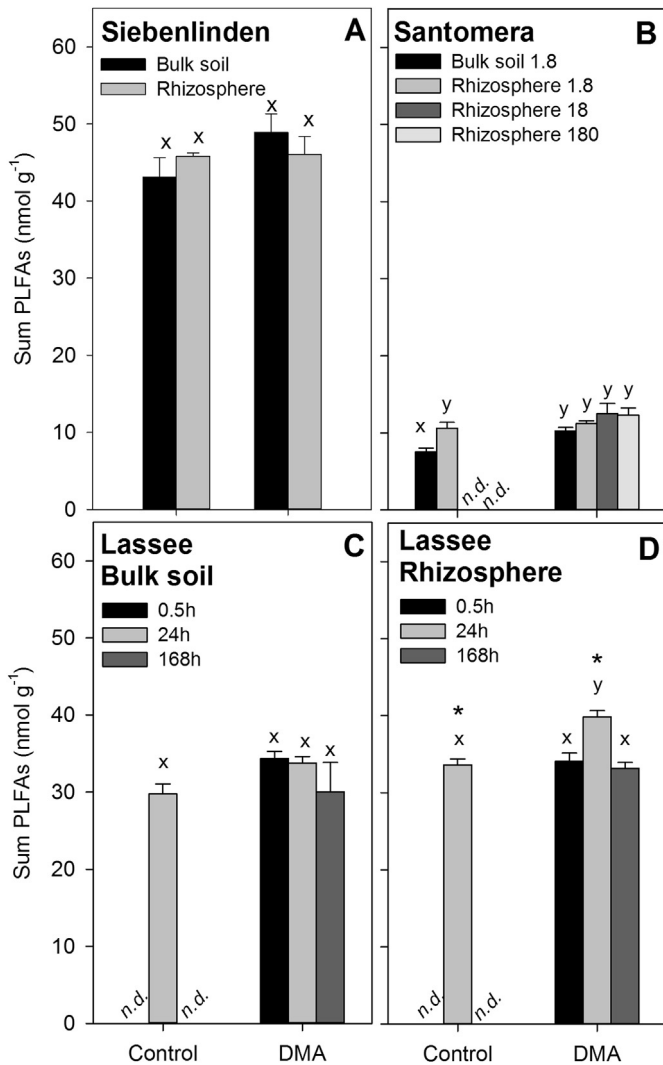 Sum PLFAs (nmol g-1)
60
50
40
30
20
10
0
Siebenlinden A
Bulk soil
Rhizosphere
x x x x
Santomera B
Bulk soil 1.8
Rhizosphere 1.8
Rhizosphere 18
Rhizosphere 180
x y n.d. n.d. y y y y
Sum PLFAs (nmol g-1)
60
50
40
30
20
10
0
Lassee C
Bulk soil
0.5h
24h
168h
n.d. x n.d. x x x
Control DMA
Lassee D
Rhizosphere
0.5h
24h
168h
* *
n.d. x n.d. x y x
Control DMA